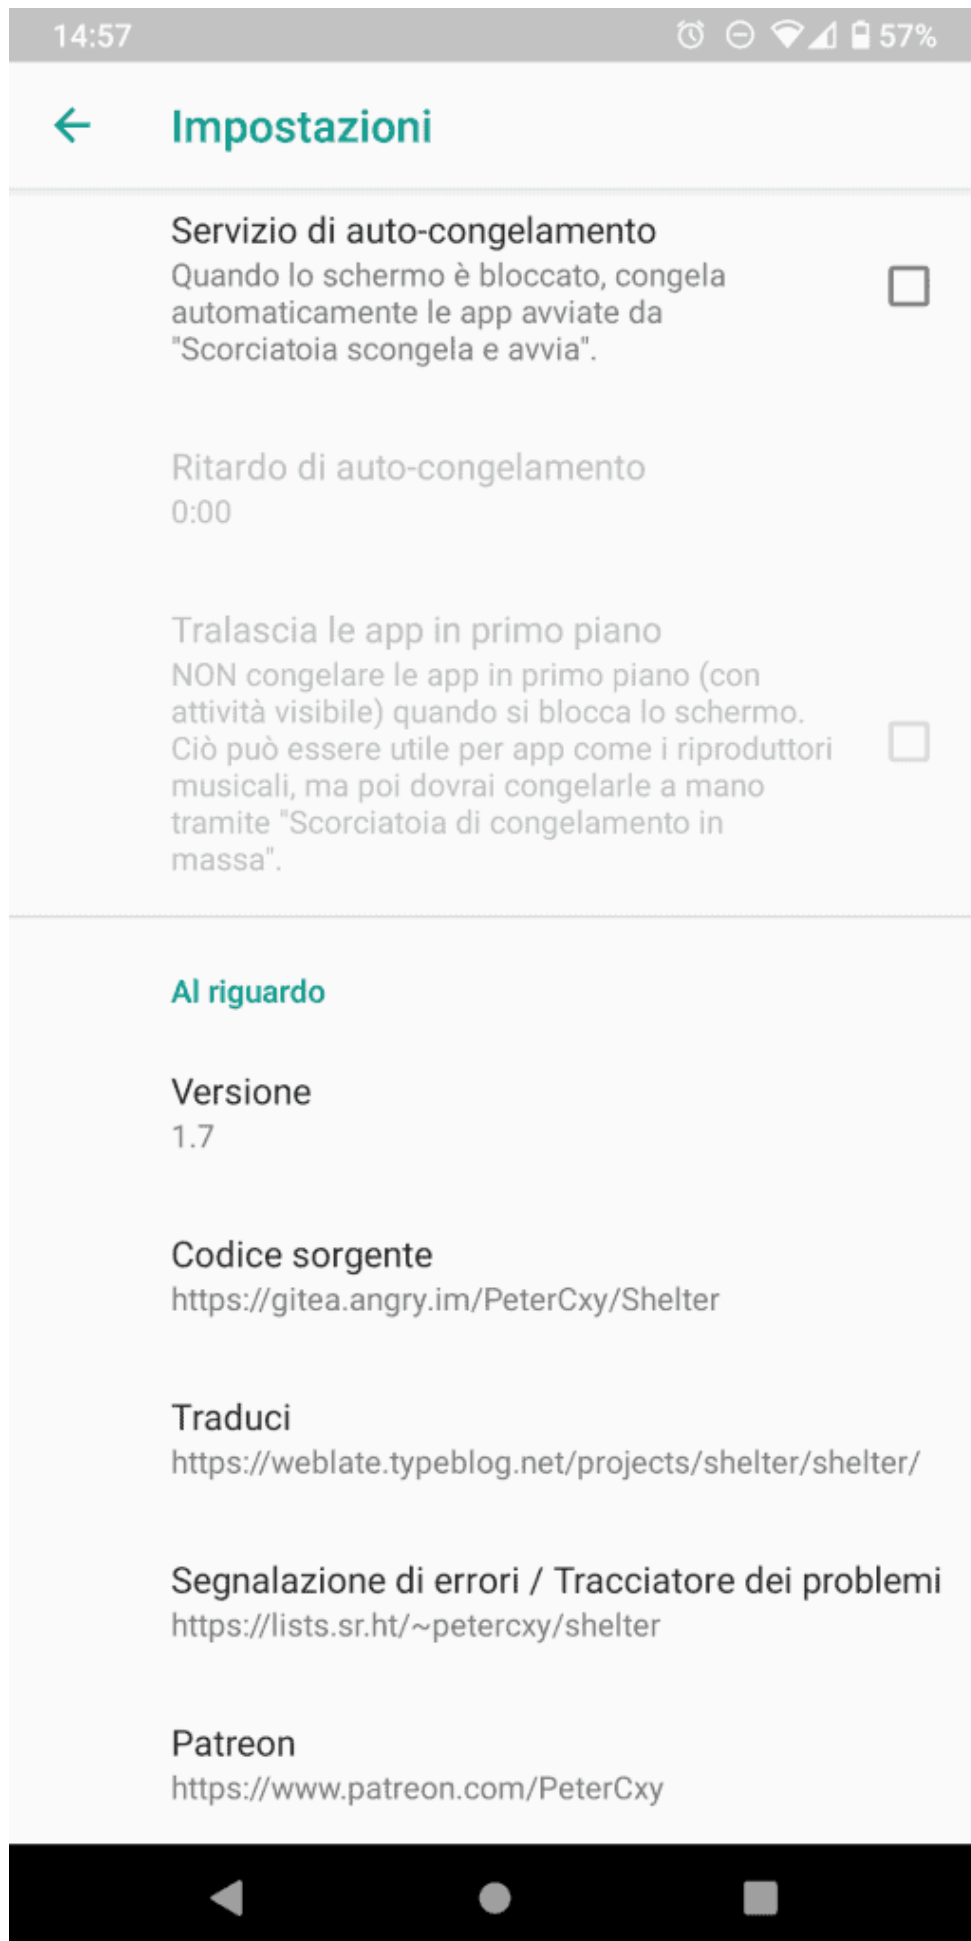 14:57
57%
Impostazioni
Servizio di auto-congelamento
Quando lo schermo è bloccato, congela
automaticamente le app avviate da
"Scorciatoia scongela e avvia".
Ritardo di auto-congelamento
0:00
Tralascia le app in primo piano
NON congelare le app in primo piano (con
attività visibile) quando si blocca lo schermo.
Ciò può essere utile per app come i riproduttori
musicali, ma poi dovrai congelarle a mano
tramite "Scorciatoia di congelamento in
massa".
Al riguardo
Versione
1.7
Codice sorgente
https://gitea.angry.im/PeterCxy/Shelter
Traduci
https://weblate.typeblog.net/projects/shelter/shelter/
Segnalazione di errori / Tracciatore dei problemi
https://lists.sr.ht/~petercxy/shelter
Patreon
https://www.patreon.com/PeterCxy